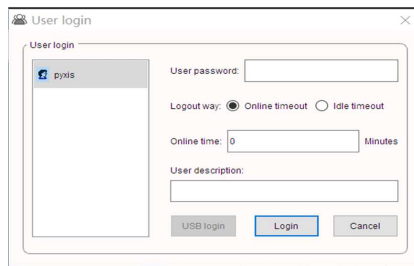 User login
User login
pyxis
User password:
Logout way: Online timeout Idle timeout
Online time: 0 Minutes
User description:
USB login Login Cancel